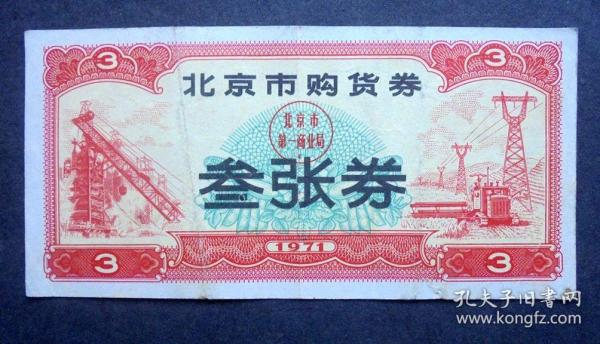 3 3
北京市购货券
北京市
第一商业局
叁张券
1971
3 3
孔夫子旧书网
www.kongfz.com